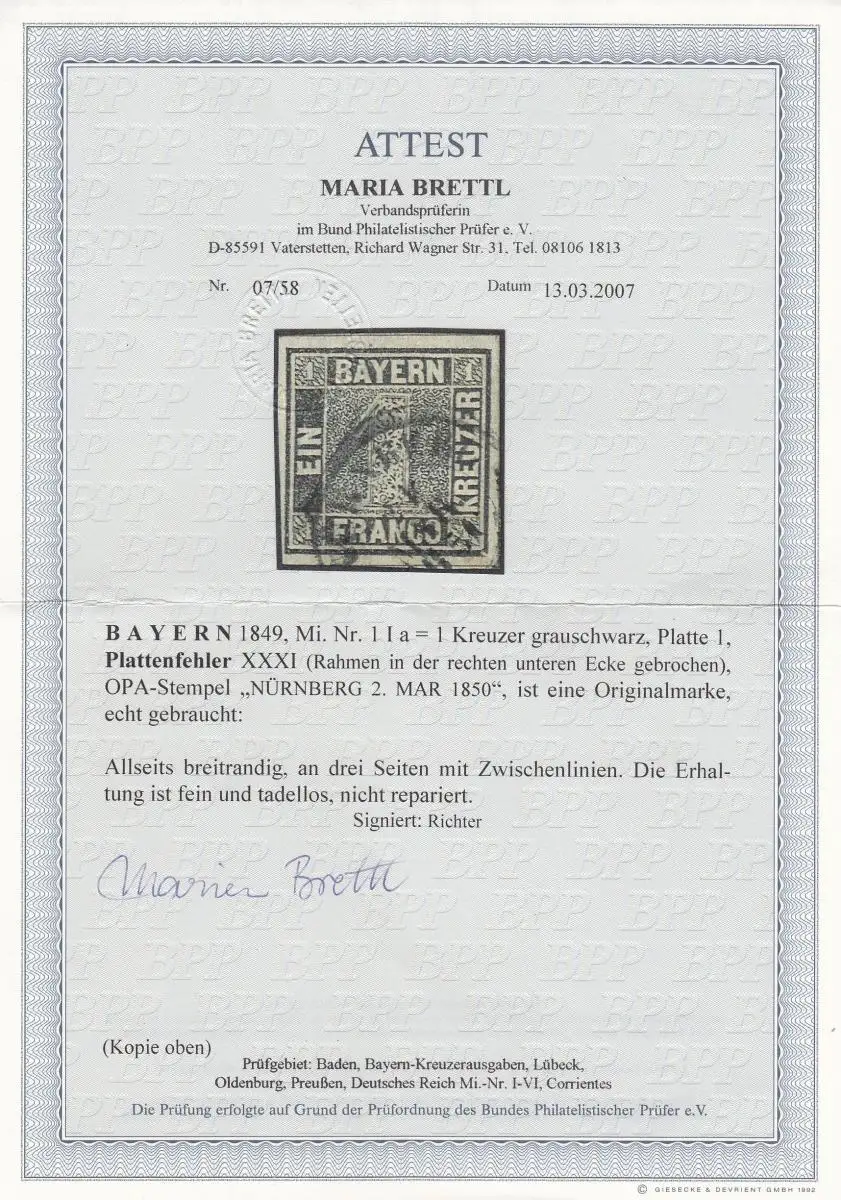 ATTEST
MARIA BRETTL
Verbandsprüferin
im Bund Philatelistischer Prüfer e. V.
D-85591 Vaterstetten, Richard Wagner Str. 31, Tel. 08106 1813
Nr. 07/58 Datum 13.03.2007
1 BAYERN 1
EIN
KREUZER
FRANCO
B A Y E R N 1849, Mi. Nr. 1 I a = 1 Kreuzer grauschwarz, Platte 1,
Plattenfehler XXXI (Rahmen in der rechten unteren Ecke gebrochen),
OPA-Stempel „NÜRNBERG 2. MAR 1850“, ist eine Originalmarke,
echt gebraucht:
Allseits breitrandig, an drei Seiten mit Zwischenlinien. Die Erhal-
tung ist fein und tadellos, nicht repariert.
Signiert: Richter
Maria Brettl
(Kopie oben)
Prüfgebiet: Baden, Bayern-Kreuzerausgaben, Lübeck,
Oldenburg, Preußen, Deutsches Reich Mi.-Nr. I-VI, Corrientes
Die Prüfung erfolgte auf Grund der Prüfordnung des Bundes Philatelistischer Prüfer e.V.
© GIESECKE & DEVRIENT GMBH 1992